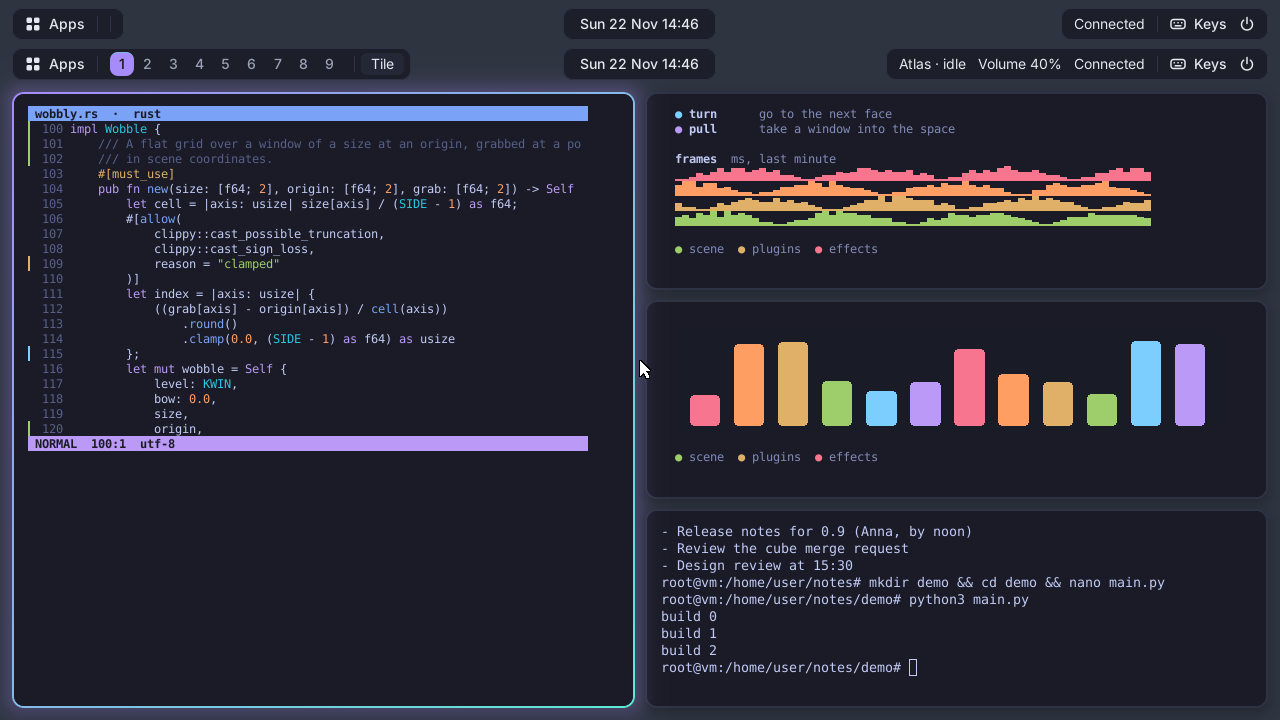 Apps
Sun 22 Nov 14:46
Connected
Keys
Apps 1 2 3 4 5 6 7 8 9 Tile
Sun 22 Nov 14:46
Atlas · idle Volume 40% Connected
Keys
wobbly.rs · rust
100 impl Wobble {
101     /// A flat grid over a window of a size at an origin, grabbed at a po
102     /// in scene coordinates.
103     #[must_use]
104     pub fn new(size: [f64; 2], origin: [f64; 2], grab: [f64; 2]) -> Self
105         let cell = |axis: usize| size[axis] / (SIDE - 1) as f64;
106         #[allow(
107             clippy::cast_possible_truncation,
108             clippy::cast_sign_loss,
109             reason = "clamped"
110         )]
111         let index = |axis: usize| {
112             ((grab[axis] - origin[axis]) / cell(axis))
113                 .round()
114                 .clamp(0.0, (SIDE - 1) as f64) as usize
115         };
116         let mut wobble = Self {
117             level: KWIN,
118             bow: 0.0,
119             size,
120             origin,
NORMAL 100:1 utf-8
turn go to the next face
pull take a window into the space
frames ms, last minute
scene plugins effects
scene plugins effects
- Release notes for 0.9 (Anna, by noon)
- Review the cube merge request
- Design review at 15:30
root@vm:/home/user/notes# mkdir demo && cd demo && nano main.py
root@vm:/home/user/notes/demo# python3 main.py
build 0
build 1
build 2
root@vm:/home/user/notes/demo#